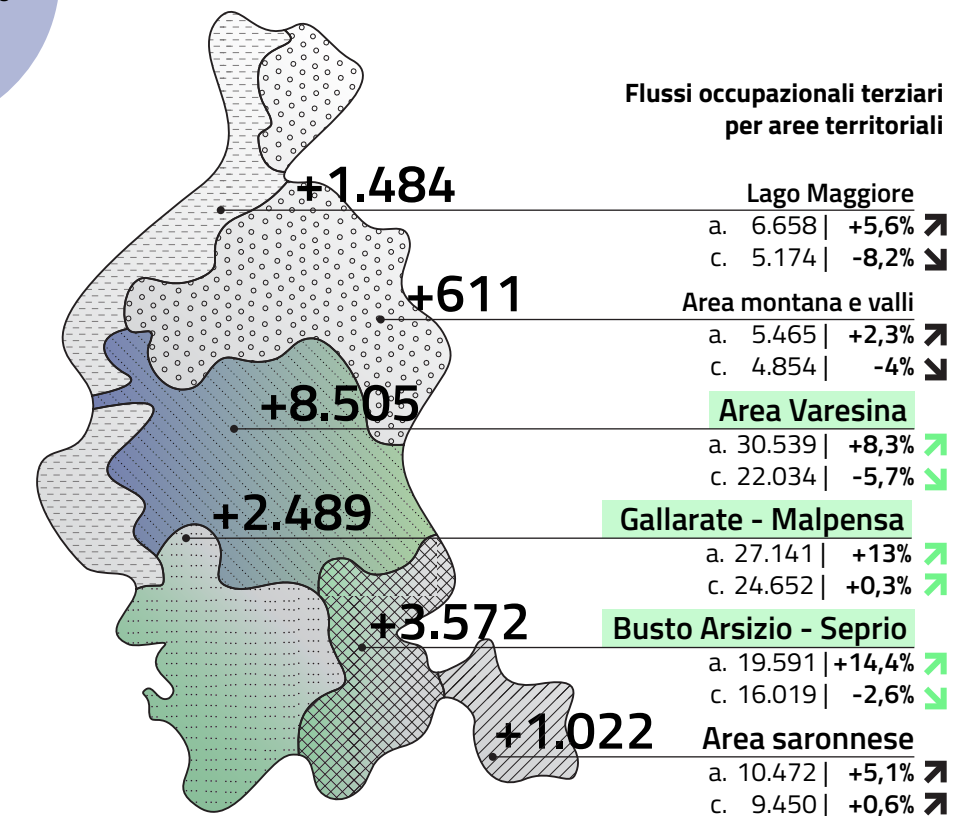 Flussi occupazionali terziari
per aree territoriali
+1.484
Lago Maggiore
a. 6.658 | +5,6%
c. 5.174 | -8,2%
+611
Area montana e valli
a. 5.465 | +2,3%
c. 4.854 | -4%
+8.505
Area Varesina
a. 30.539 | +8,3%
c. 22.034 | -5,7%
+2.489
Gallarate - Malpensa
a. 27.141 | +13%
c. 24.652 | +0,3%
+3.572
Busto Arsizio - Seprio
a. 19.591 | +14,4%
c. 16.019 | -2,6%
+1.022
Area saronnese
a. 10.472 | +5,1%
c. 9.450 | +0,6%